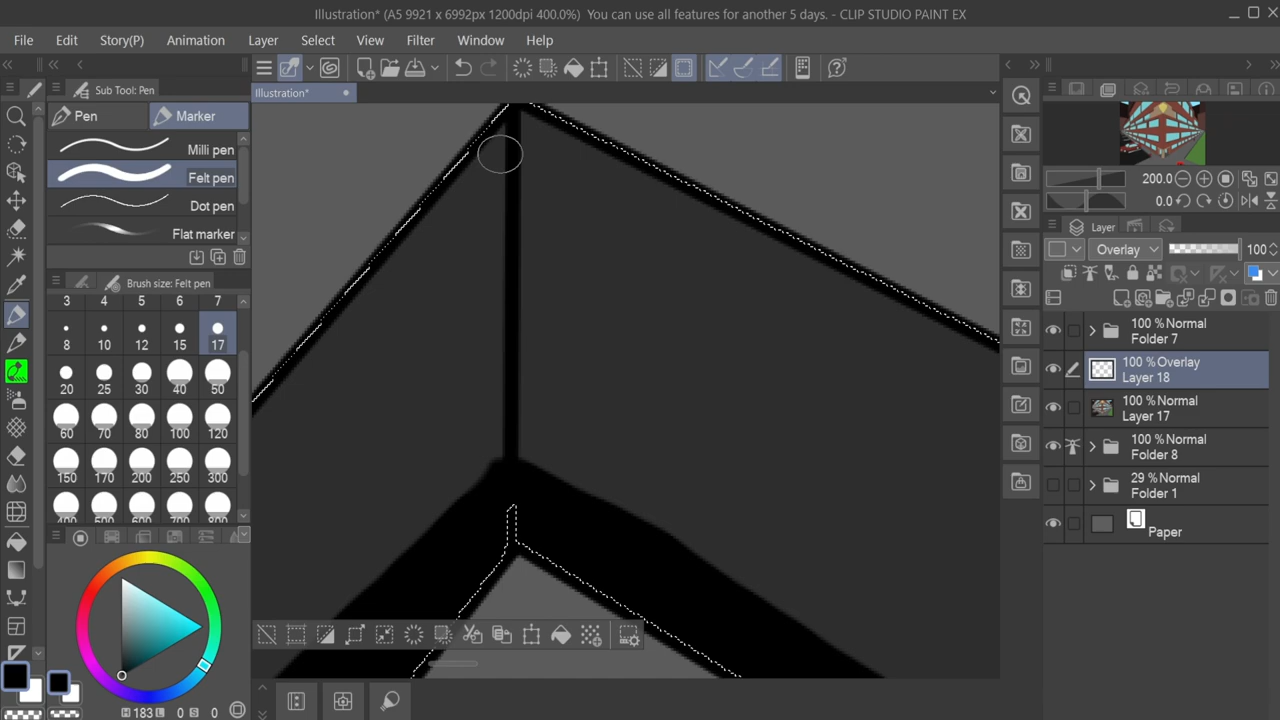 Illustration* (A5 9921 x 6992px 1200dpi 400.0%) You can use all features for another 5 days. - CLIP STUDIO PAINT EX
File Edit Story(P) Animation Layer Select View Filter Window Help
Sub Tool: Pen
Illustration*
Pen Marker
Milli pen
Felt pen
Dot pen
Flat marker
Brush size: Felt pen
3 4 5 6 7
8 10 12 15 17
20 25 30 40 50
60 70 80 100 120
150 170 200 250 300
400 500 600 700 800
H 183 L 0 S 0
200.0
0.0
Layer
Overlay 100
100 % Normal
Folder 7
100 % Overlay
Layer 18
100 % Normal
Layer 17
100 % Normal
Folder 8
29 % Normal
Folder 1
Paper